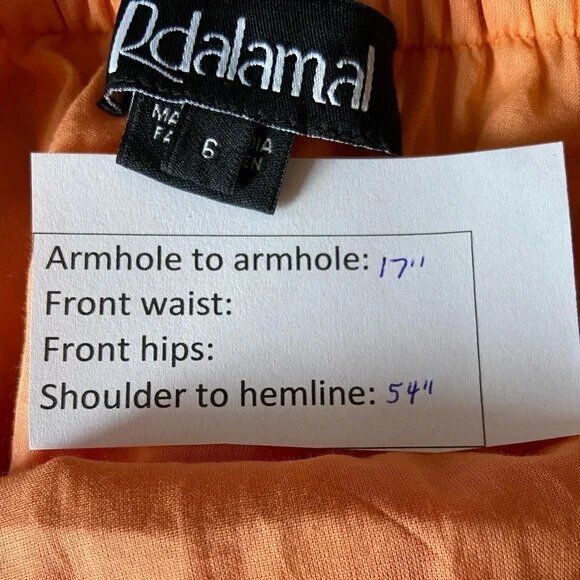 Rdalamal
6
Armhole to armhole: 17"
Front waist:
Front hips:
Shoulder to hemline: 54"